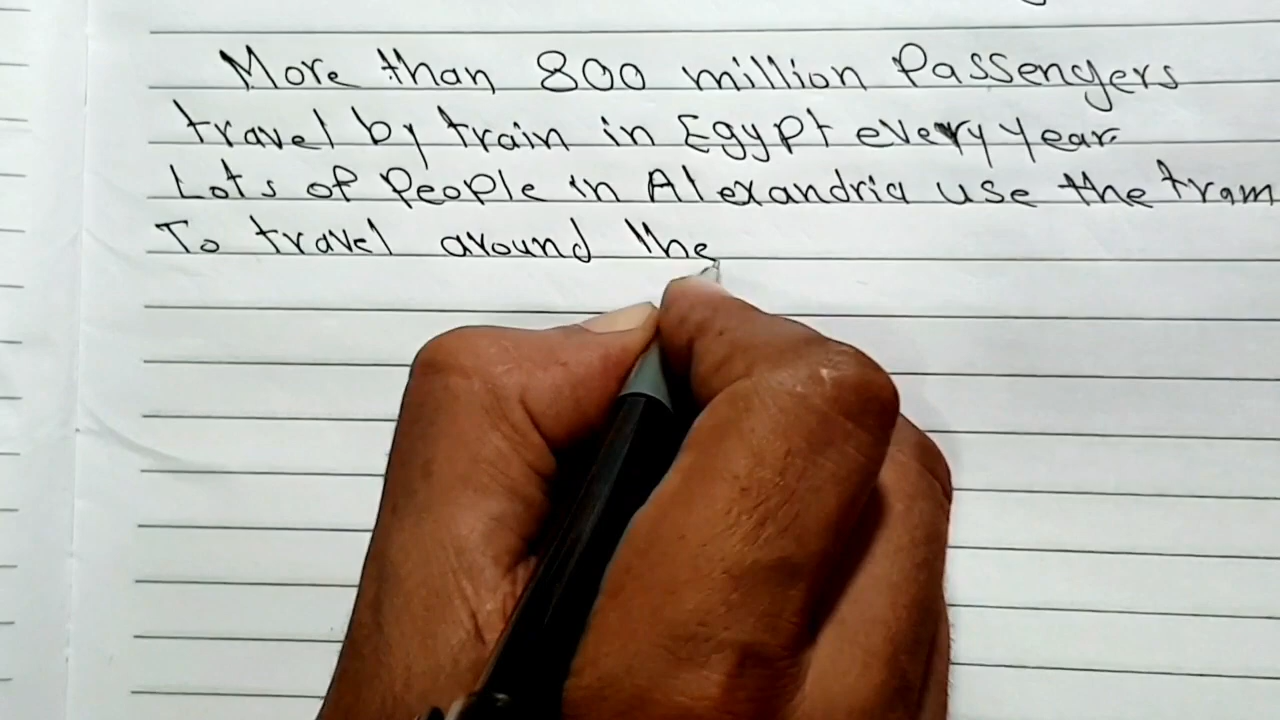 More than 800 million Passengers
travel by train in Egypt every year
Lots of People in Alexandria use the tram
To travel around the